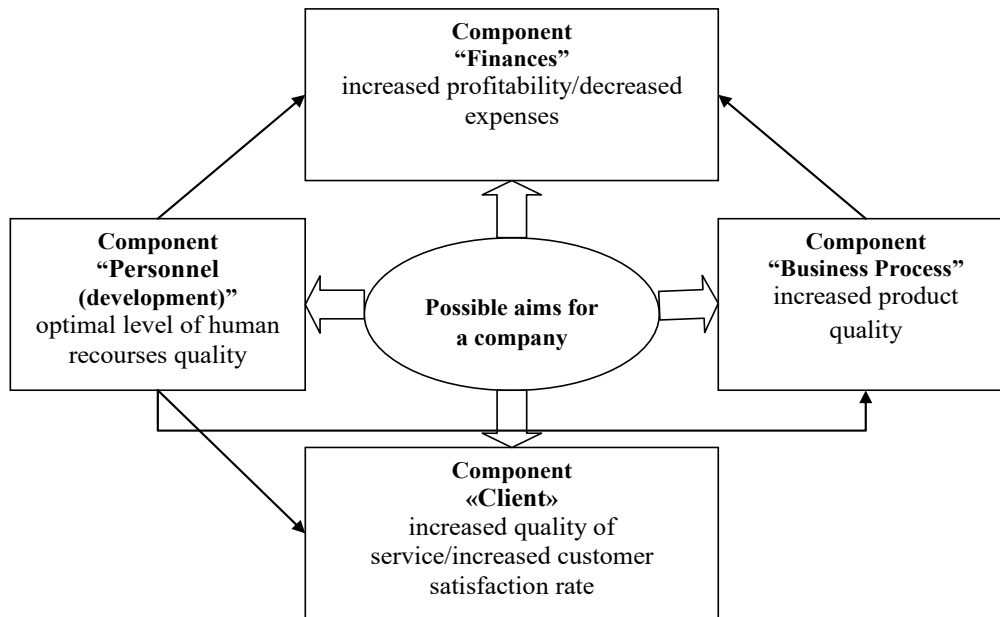 Component
“Finances”
increased profitability/decreased
expenses
Component
“Personnel
(development)”
optimal level of human
recourses quality
Possible aims for
a company
Component
“Business Process”
increased product
quality
Component
«Client»
increased quality of
service/increased customer
satisfaction rate